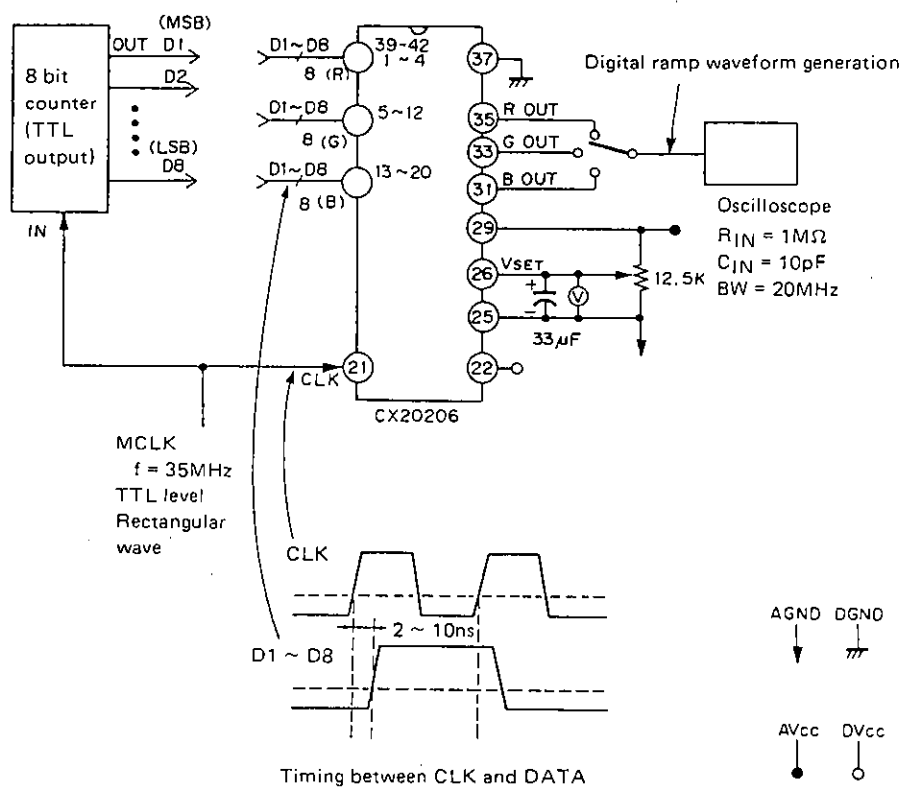 8 bit
counter
(TTL
output)
(MSB)
OUT D1
D2
(LSB)
D8
IN
D1~D8
8 (R)
D1~D8
8 (G)
D1~D8
8 (B)
39~42
1~4
5~12
13~20
21
CLK
37
35
33
31
29
26
25
22
R OUT
G OUT
B OUT
VSET
+
−
V
33μF
12.5K
CX20206
Digital ramp waveform generation
Oscilloscope
RIN = 1MΩ
CIN = 10pF
BW = 20MHz
MCLK
f = 35MHz
TTL level
Rectangular
wave
CLK
2 ~ 10ns
D1 ~ D8
Timing between CLK and DATA
AGND DGND
AVcc DVcc